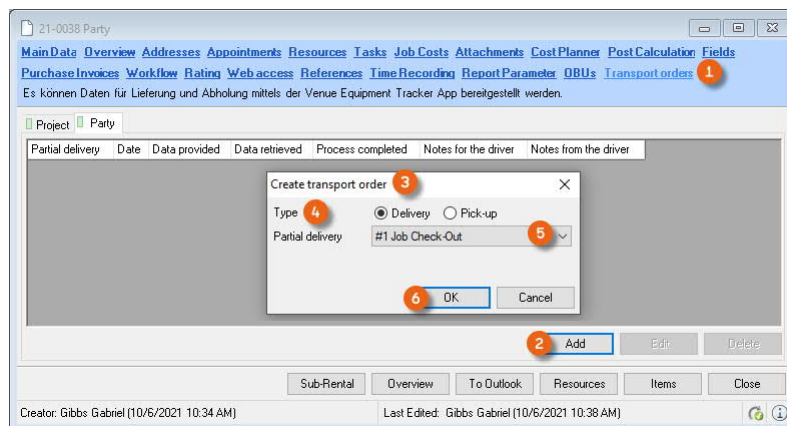 21-0038 Party
Main Data Overview Addresses Appointments Resources Tasks Job Costs Attachments Cost Planner Post Calculation Fields
Purchase Invoices Workflow Rating Web access References Time Recording Report Parameter OBUs Transport orders 1
Es können Daten für Lieferung und Abholung mittels der Venue Equipment Tracker App bereitgestellt werden.
Project Party
Partial delivery Date Data provided Data retrieved Process completed Notes for the driver Notes from the driver
Create transport order 3
Type 4 Delivery Pick-up
Partial delivery #1 Job Check-Out 5
6 OK Cancel
2 Add Edit Delete
Sub-Rental Overview To Outlook Resources Items Close
Creator: Gibbs Gabriel (10/6/2021 10:34 AM) Last Edited: Gibbs Gabriel (10/6/2021 10:38 AM)